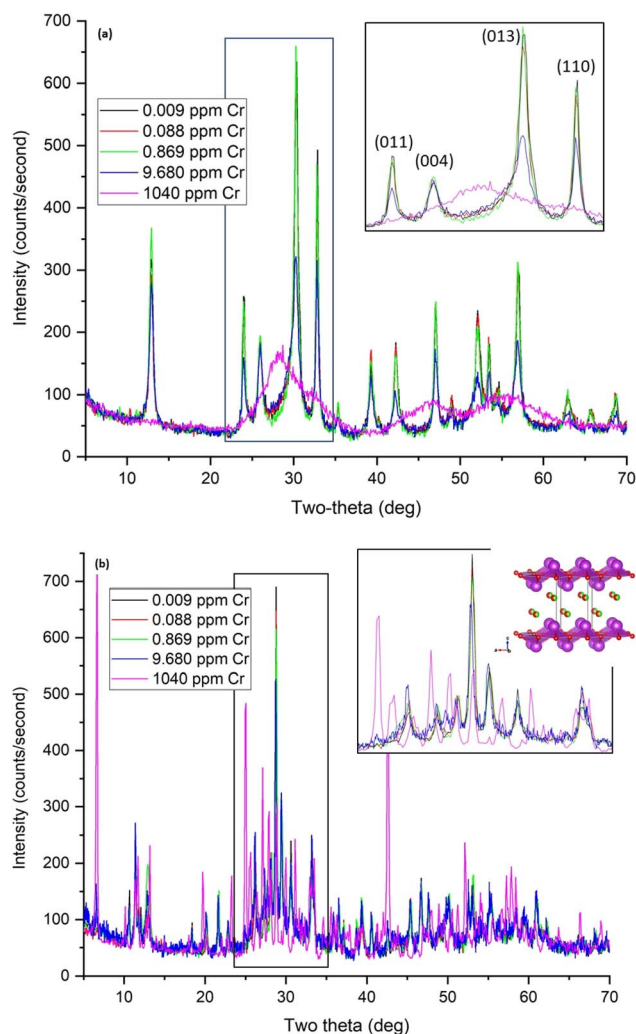 (a)
700
600
500
400
300
200
100
0
Intensity (counts/second)
0.009 ppm Cr
0.088 ppm Cr
0.869 ppm Cr
9.680 ppm Cr
1040 ppm Cr
(011)
(004)
(013)
(110)
10 20 30 40 50 60 70
Two-theta (deg)
(b)
700
600
500
400
300
200
100
0
Intensity (counts/second)
0.009 ppm Cr
0.088 ppm Cr
0.869 ppm Cr
9.680 ppm Cr
1040 ppm Cr
10 20 30 40 50 60 70
Two theta (deg)